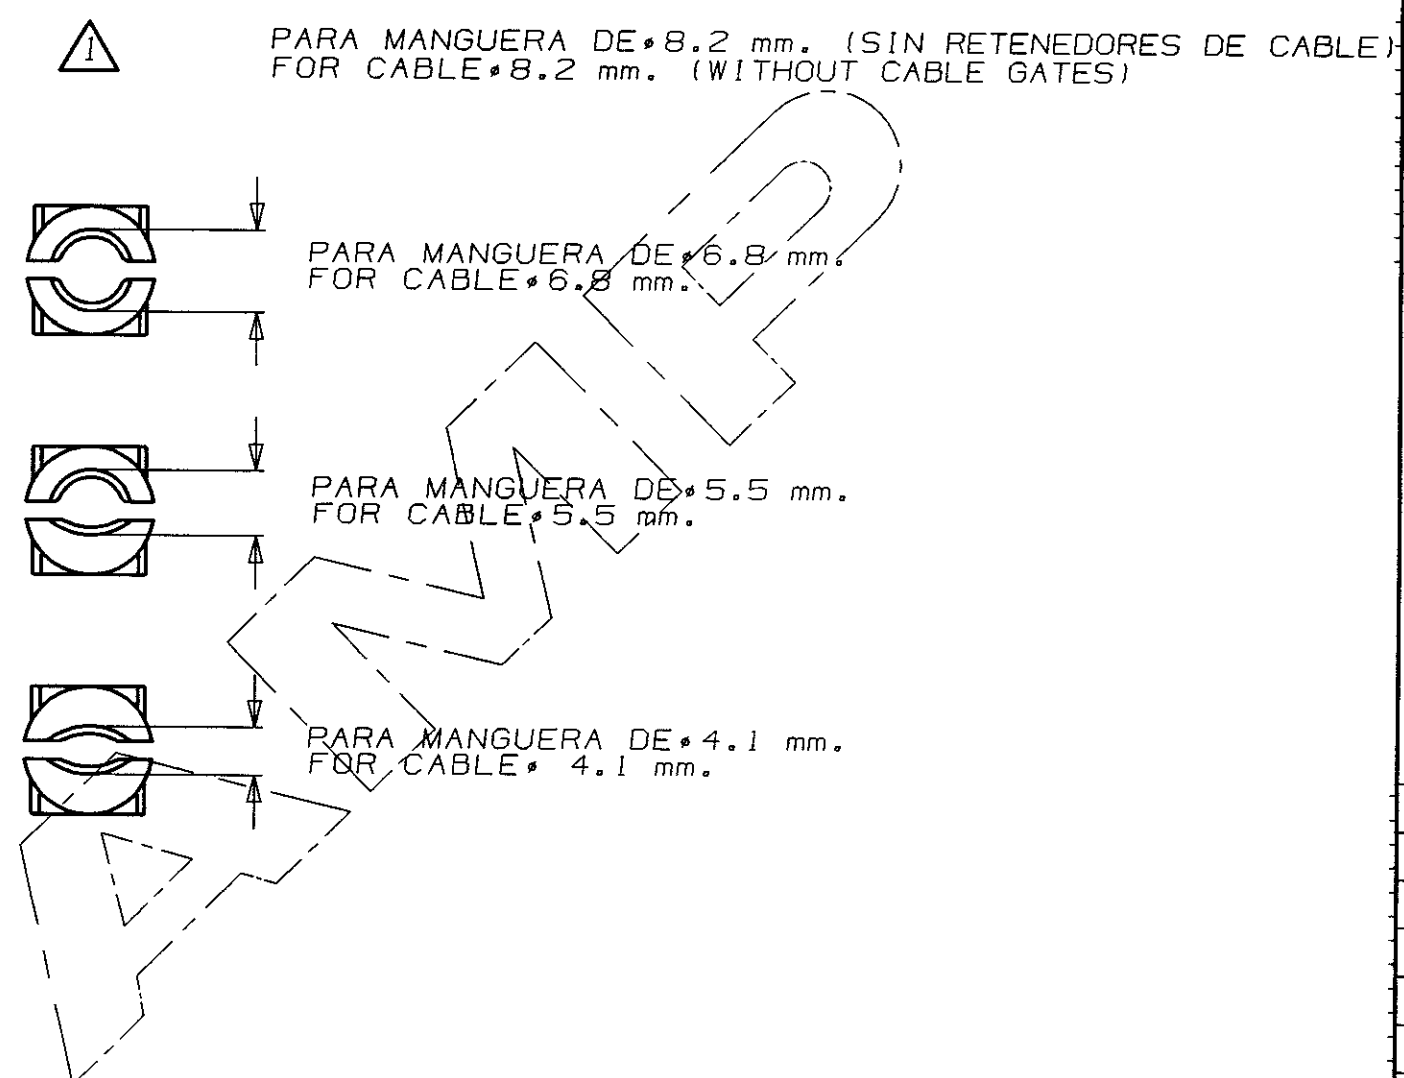 1
PARA MANGUERA DE ø8.2 mm. (SIN RETENEDORES DE CABLE)
FOR CABLE ø8.2 mm. (WITHOUT CABLE GATES)
PARA MANGUERA DE ø6.8 mm.
FOR CABLE ø6.8 mm.
PARA MANGUERA DE ø5.5 mm.
FOR CABLE ø5.5 mm.
PARA MANGUERA DE ø4.1 mm.
FOR CABLE ø 4.1 mm.
AMP